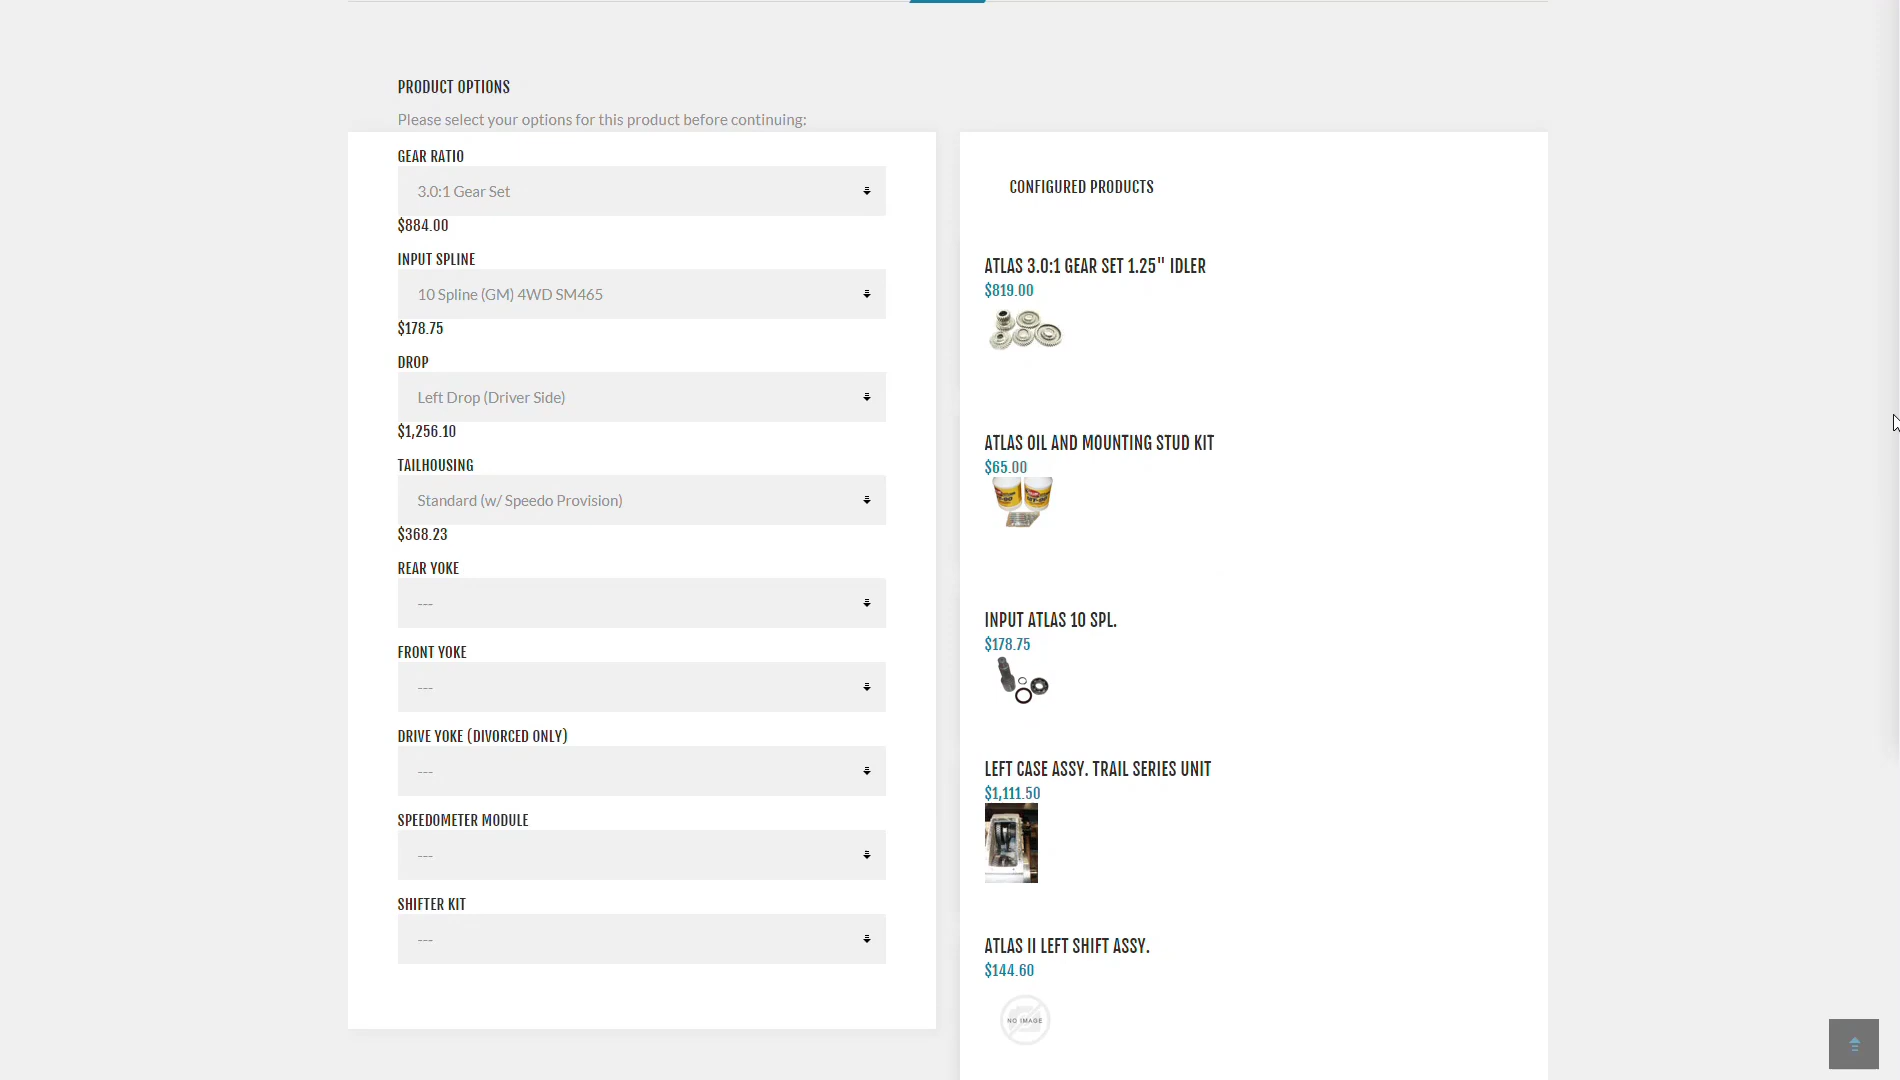 PRODUCT OPTIONS
Please select your options for this product before continuing:
GEAR RATIO
3.0:1 Gear Set
$884.00
INPUT SPLINE
10 Spline (GM) 4WD SM465
$178.75
DROP
Left Drop (Driver Side)
$1,256.10
TAILHOUSING
Standard (w/ Speedo Provision)
$368.23
REAR YOKE
---
FRONT YOKE
---
DRIVE YOKE (DIVORCED ONLY)
---
SPEEDOMETER MODULE
---
SHIFTER KIT
---
CONFIGURED PRODUCTS
ATLAS 3.0:1 GEAR SET 1.25" IDLER
$819.00
ATLAS OIL AND MOUNTING STUD KIT
$65.00
INPUT ATLAS 10 SPL.
$178.75
LEFT CASE ASSY. TRAIL SERIES UNIT
$1,111.50
ATLAS II LEFT SHIFT ASSY.
$144.60
NO IMAGE